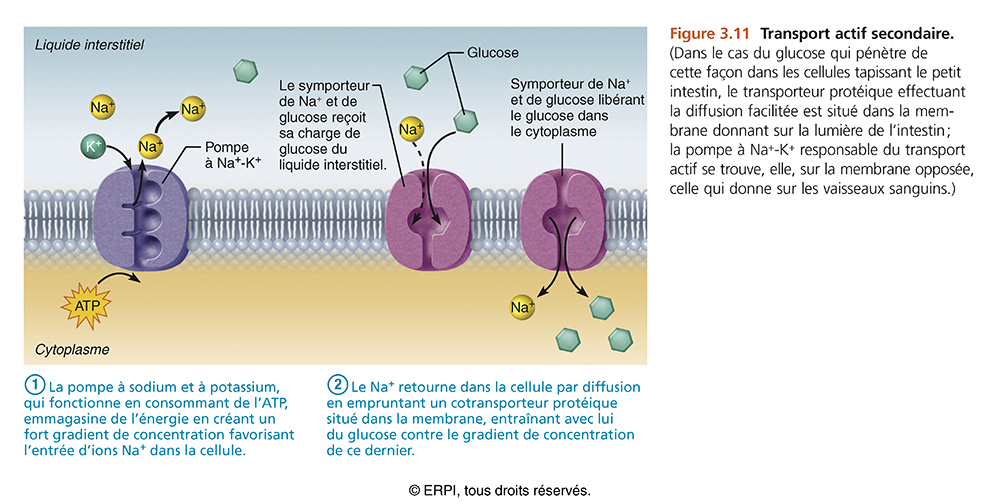 Liquide interstitiel
Na⁺
Na⁺
K⁺
Na⁺
Pompe
à Na⁺-K⁺
ATP
Cytoplasme
Le symporteur
de Na⁺ et de
glucose reçoit
sa charge de
glucose du
liquide interstitiel.
Glucose
Na⁺
Symporteur de Na⁺
et de glucose libérant
le glucose dans
le cytoplasme
Na⁺
Figure 3.11 Transport actif secondaire.
(Dans le cas du glucose qui pénètre de
cette façon dans les cellules tapissant le petit
intestin, le transporteur protéique effectuant
la diffusion facilitée est situé dans la mem-
brane donnant sur la lumière de l’intestin;
la pompe à Na⁺-K⁺ responsable du transport
actif se trouve, elle, sur la membrane opposée,
celle qui donne sur les vaisseaux sanguins.)
① La pompe à sodium et à potassium,
qui fonctionne en consommant de l’ATP,
emmagasine de l’énergie en créant un
fort gradient de concentration favorisant
l’entrée d’ions Na⁺ dans la cellule.
② Le Na⁺ retourne dans la cellule par diffusion
en empruntant un cotransporteur protéique
situé dans la membrane, entraînant avec lui
du glucose contre le gradient de concentration
de ce dernier.
© ERPI, tous droits réservés.